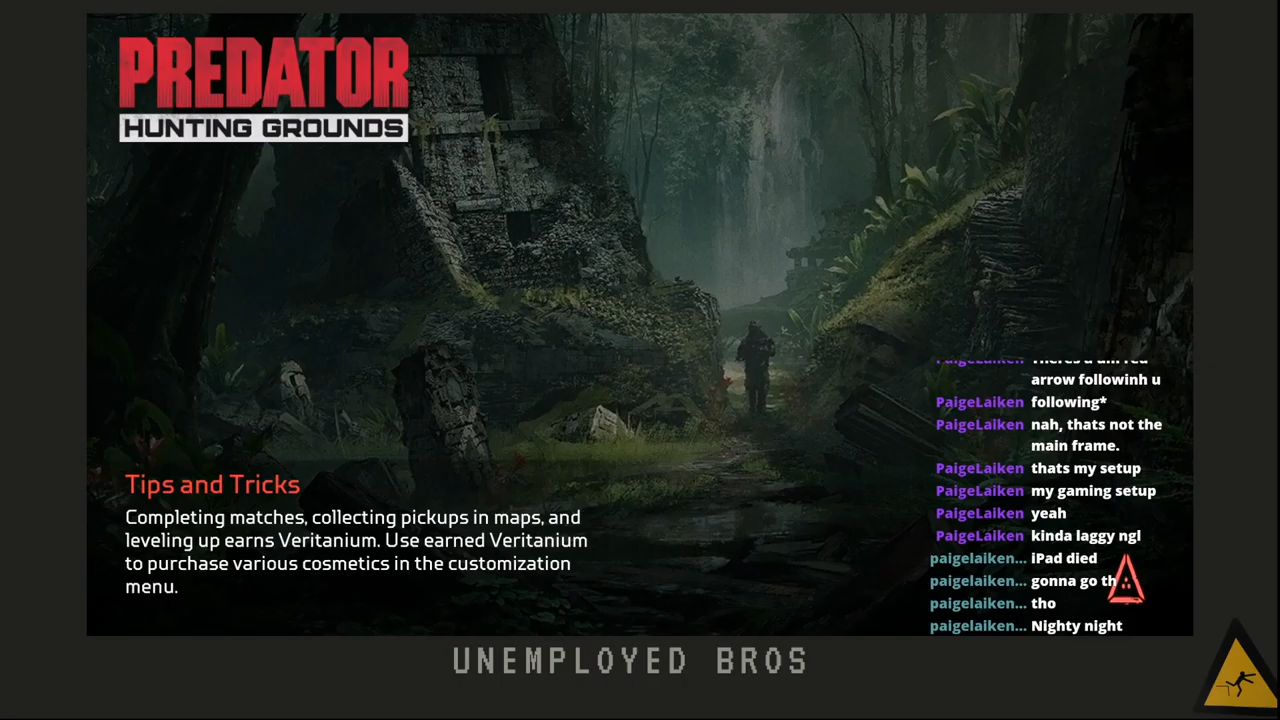 PREDATOR
HUNTING GROUNDS
Tips and Tricks
Completing matches, collecting pickups in maps, and
leveling up earns Veritanium. Use earned Veritanium
to purchase various cosmetics in the customization
menu.
PaigeLaiken
arrow followinh u
PaigeLaiken following*
PaigeLaiken nah, thats not the
main frame.
PaigeLaiken thats my setup
PaigeLaiken my gaming setup
PaigeLaiken yeah
PaigeLaiken kinda laggy ngl
paigelaiken... iPad died
paigelaiken... gonna go
paigelaiken... tho
paigelaiken... Nighty night
UNEMPLOYED BROS